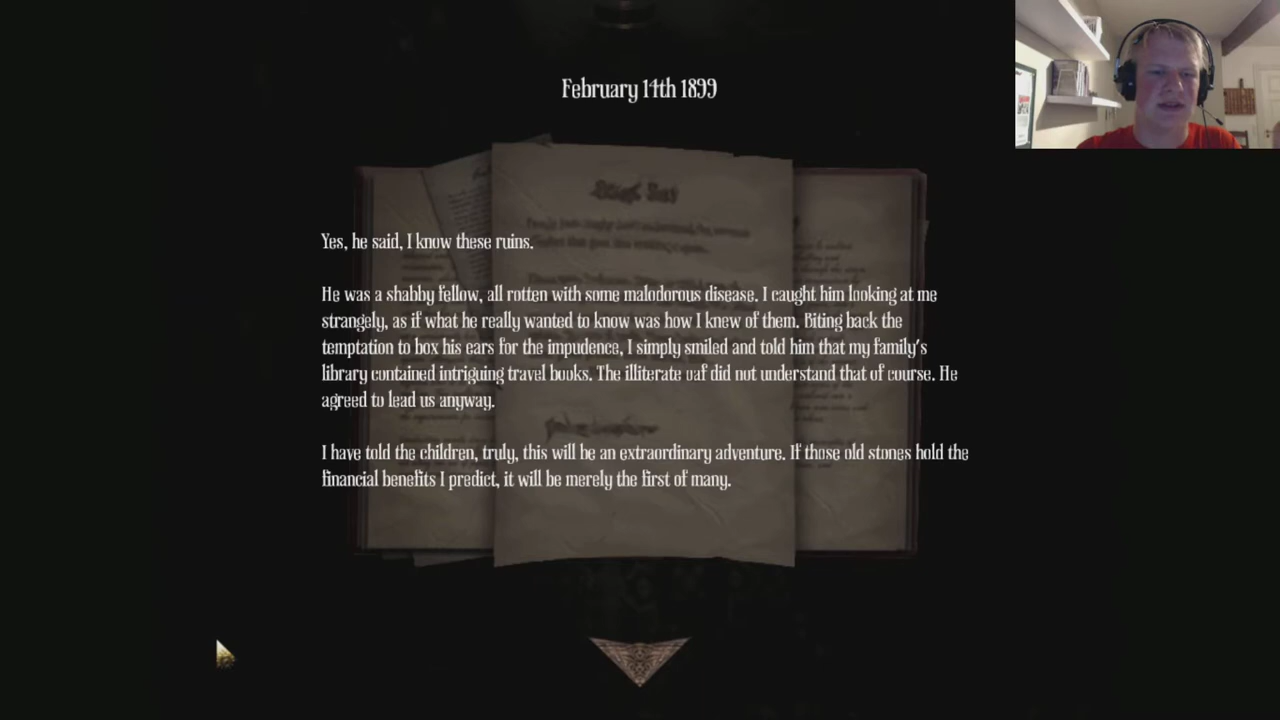 February 14th 1899
Yes, he said, I know these ruins.
He was a shabby fellow, all rotten with some malodorous disease. I caught him looking at me
strangely, as if what he really wanted to know was how I knew of them. Biting back the
temptation to box his ears for the impudence, I simply smiled and told him that my family's
library contained intriguing travel books. The illiterate oaf did not understand that of course. He
agreed to lead us anyway.
I have told the children, truly, this will be an extraordinary adventure. If those old stones hold the
financial benefits I predict, it will be merely the first of many.